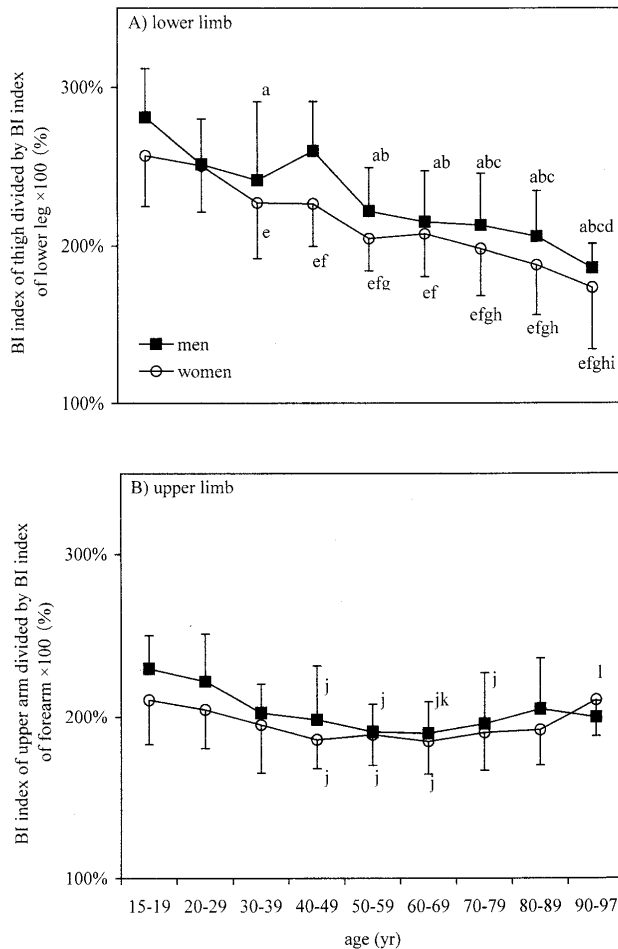 A) lower limb
300%
200%
100%
BI index of thigh divided by BI index
of lower leg ×100 (%)
a
ab
ab
abc
abc
abcd
e
ef
efg
ef
efgh
efgh
efghi
men
women
B) upper limb
300%
200%
100%
BI index of upper arm divided by BI index
of forearm ×100 (%)
j
j
jk
j
l
j
j
j
15-19 20-29 30-39 40-49 50-59 60-69 70-79 80-89 90-97
age (yr)